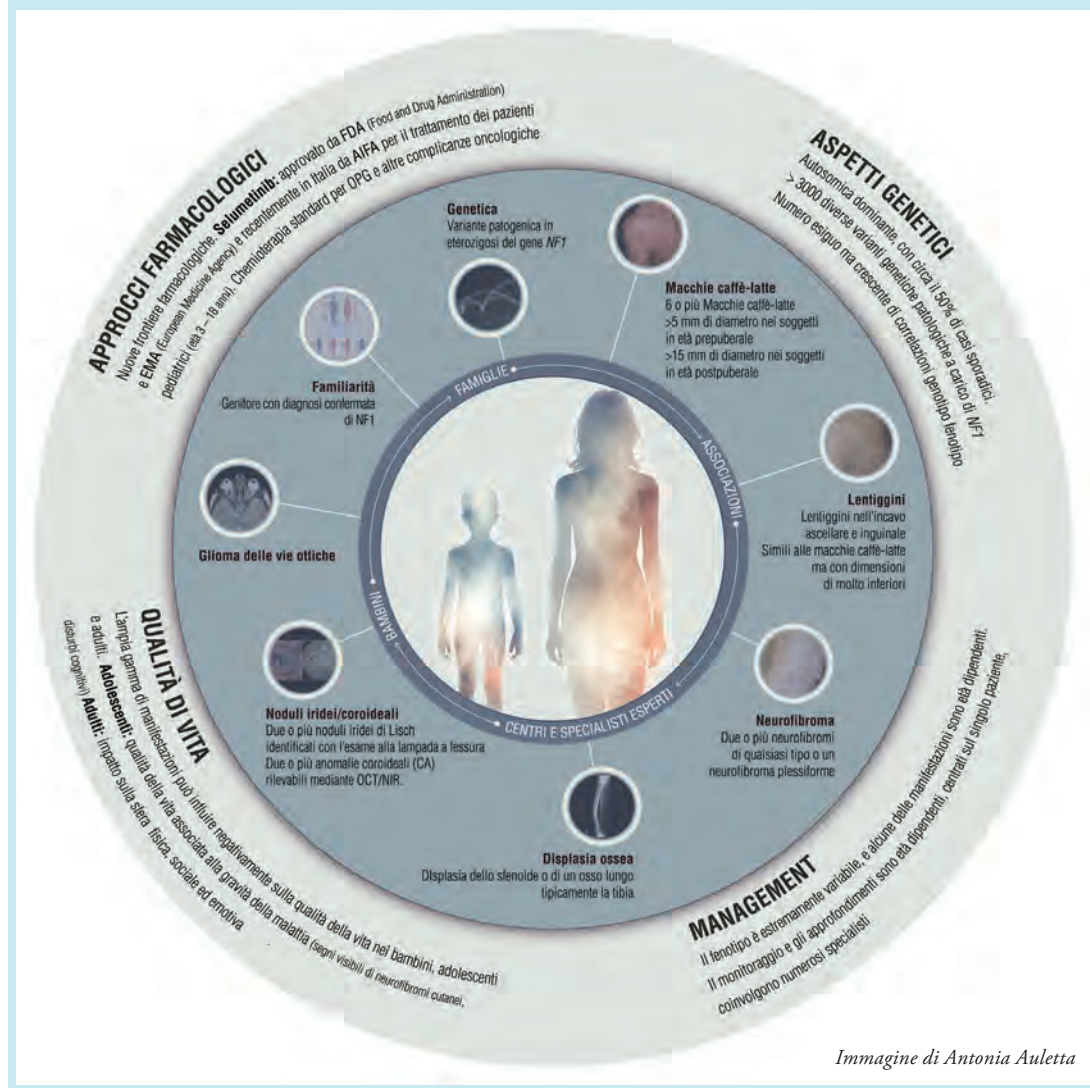 APPROCCI FARMACOLOGICI
Nuove frontiere farmacologiche. Selumetinib: approvato da FDA (Food and Drug Administration)
e EMA (European Medicine Agency) e recentemente in Italia da AIFA per il trattamento dei pazienti
pediatrici (età 3 – 18 anni). Chemioterapia standard per OPG e altre complicanze oncologiche
ASPETTI GENETICI
Autosomica dominante, con circa il 50% di casi sporadici.
> 3000 diverse varianti genetiche patologiche a carico di NF1
Numero esiguo ma crescente di correlazioni genotipo fenotipo
Genetica
Variante patogenica in
eterozigosi del gene NF1
Macchie caffè-latte
6 o più Macchie caffè-latte
>5 mm di diametro nei soggetti
in età prepuberale
>15 mm di diametro nei soggetti
in età postpuberale
Familiarità
Genitore con diagnosi confermata
di NF1
FAMIGLIE
ASSOCIAZIONI
Lentiggini
Lentiggini nell'incavo
ascellare e inguinale
Simili alle macchie caffè-latte
ma con dimensioni
di molto inferiori
Glioma delle vie ottiche
BAMBINI
CENTRI E SPECIALISTI ESPERTI
Noduli iridei/coroideali
Due o più noduli iridei di Lisch
identificati con l'esame alla lampada a fessura
Due o più anomalie coroideali (CA)
rilevabili mediante OCT/NIR.
Neurofibroma
Due o più neurofibromi
di qualsiasi tipo o un
neurofibroma plessiforme
Displasia ossea
Displasia dello sfenoide o di un osso lungo
tipicamente la tibia
QUALITÀ DI VITA
L'ampia gamma di manifestazioni può influire negativamente sulla qualità della vita nei bambini, adolescenti
e adulti. Adolescenti: qualità della vita associata alla gravità della malattia (segni visibili di neurofibromi cutanei,
disturbi cognitivi) Adulti: impatto sulla sfera fisica, sociale ed emotiva
MANAGEMENT
Il fenotipo è estremamente variabile, e alcune delle manifestazioni sono età dipendenti.
Il monitoraggio e gli approfondimenti sono età dipendenti, centrati sul singolo paziente,
coinvolgono numerosi specialisti
Immagine di Antonia Auletta